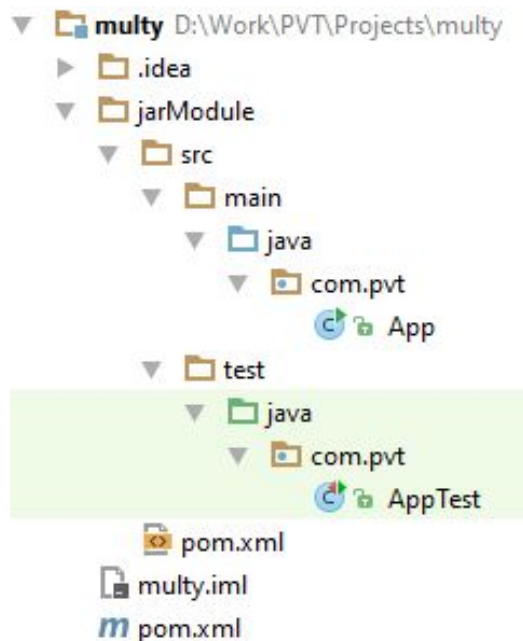 multy D:\Work\PVT\Projects\multy
.idea
jarModule
src
main
java
com.pvt
App
test
java
com.pvt
AppTest
pom.xml
multy.iml
pom.xml